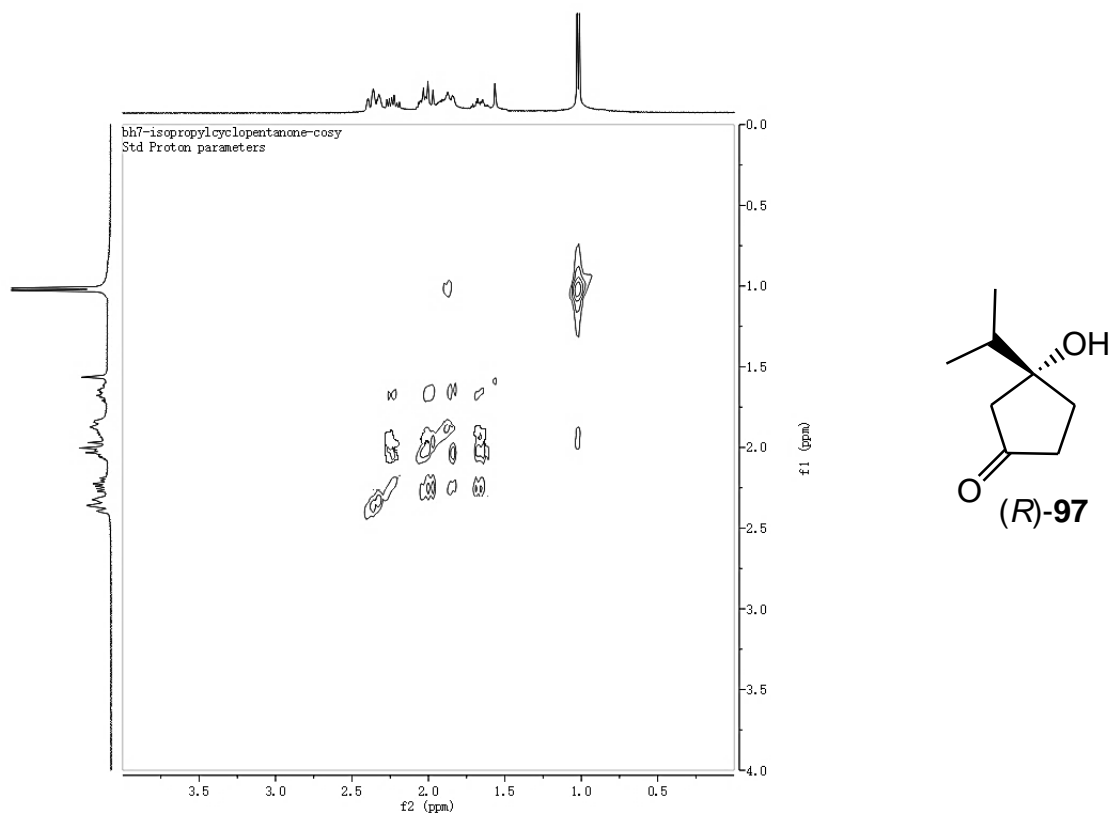 bh7-isopropylcyclopentanone-cosy
Std Proton parameters
0.0
0.5
1.0
1.5
2.0
2.5
3.0
3.5
4.0
f1 (ppm)
3.5 3.0 2.5 2.0 1.5 1.0 0.5
f2 (ppm)
OH
O
(R)-97